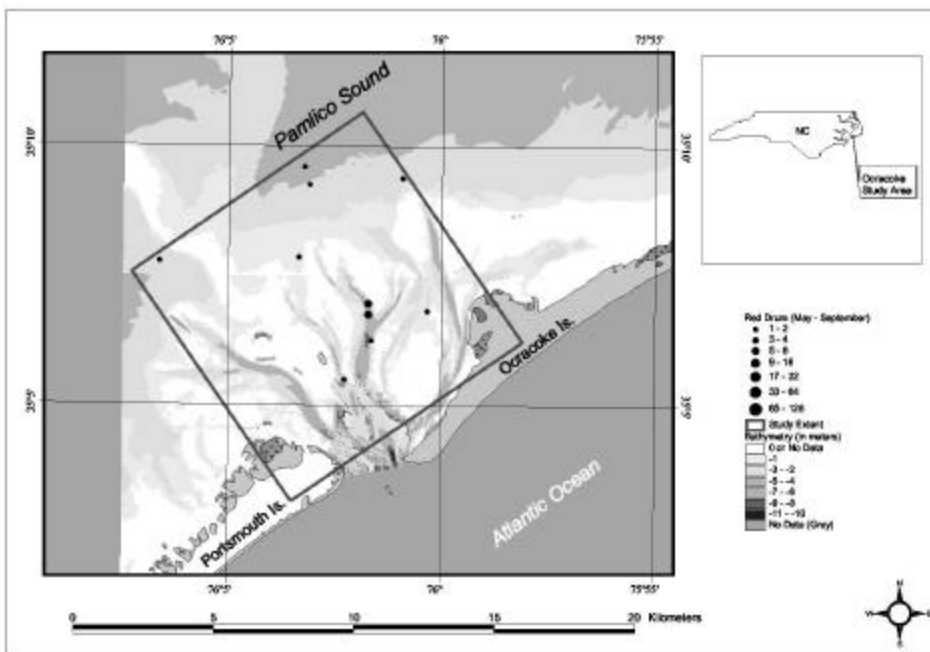 76°5'
76°
75°55'
Pamlico Sound
35°10'
35°10'
NC
Ocracoke
Study Area
Ocracoke Is.
35°5'
35°5'
Atlantic Ocean
Portsmouth Is.
76°5'
76°
75°55'
Red Drum (May - September)
1 - 2
3 - 4
5 - 8
9 - 16
17 - 32
33 - 64
65 - 128
Study Extent
Bathymetry (in meters)
0 or No Data
-1
-3 - -2
-5 - -4
-7 - -6
-9 - -8
-11 - -10
No Data (Gray)
0
5
10
15
20
Kilometers
N
W
E
S